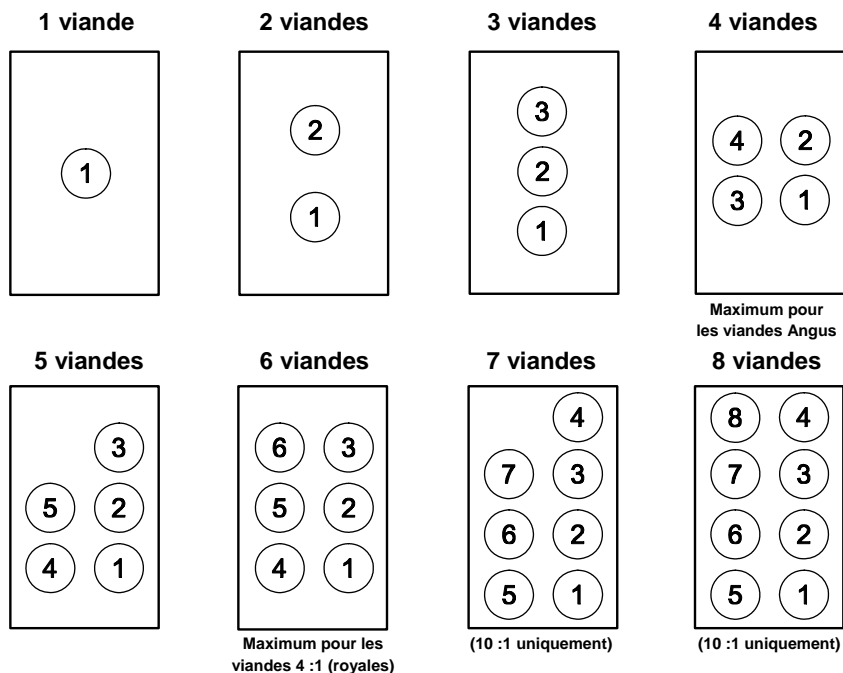 1 viande 2 viandes 3 viandes 4 viandes
1
2
1
3
2
1
4 2
3 1
Maximum pour
les viandes Angus
5 viandes 6 viandes 7 viandes 8 viandes
3
5 2
4 1
6 3
5 2
4 1
Maximum pour les
viandes 4 :1 (royales)
4
7 3
6 2
5 1
(10 :1 uniquement)
8 4
7 3
6 2
5 1
(10 :1 uniquement)